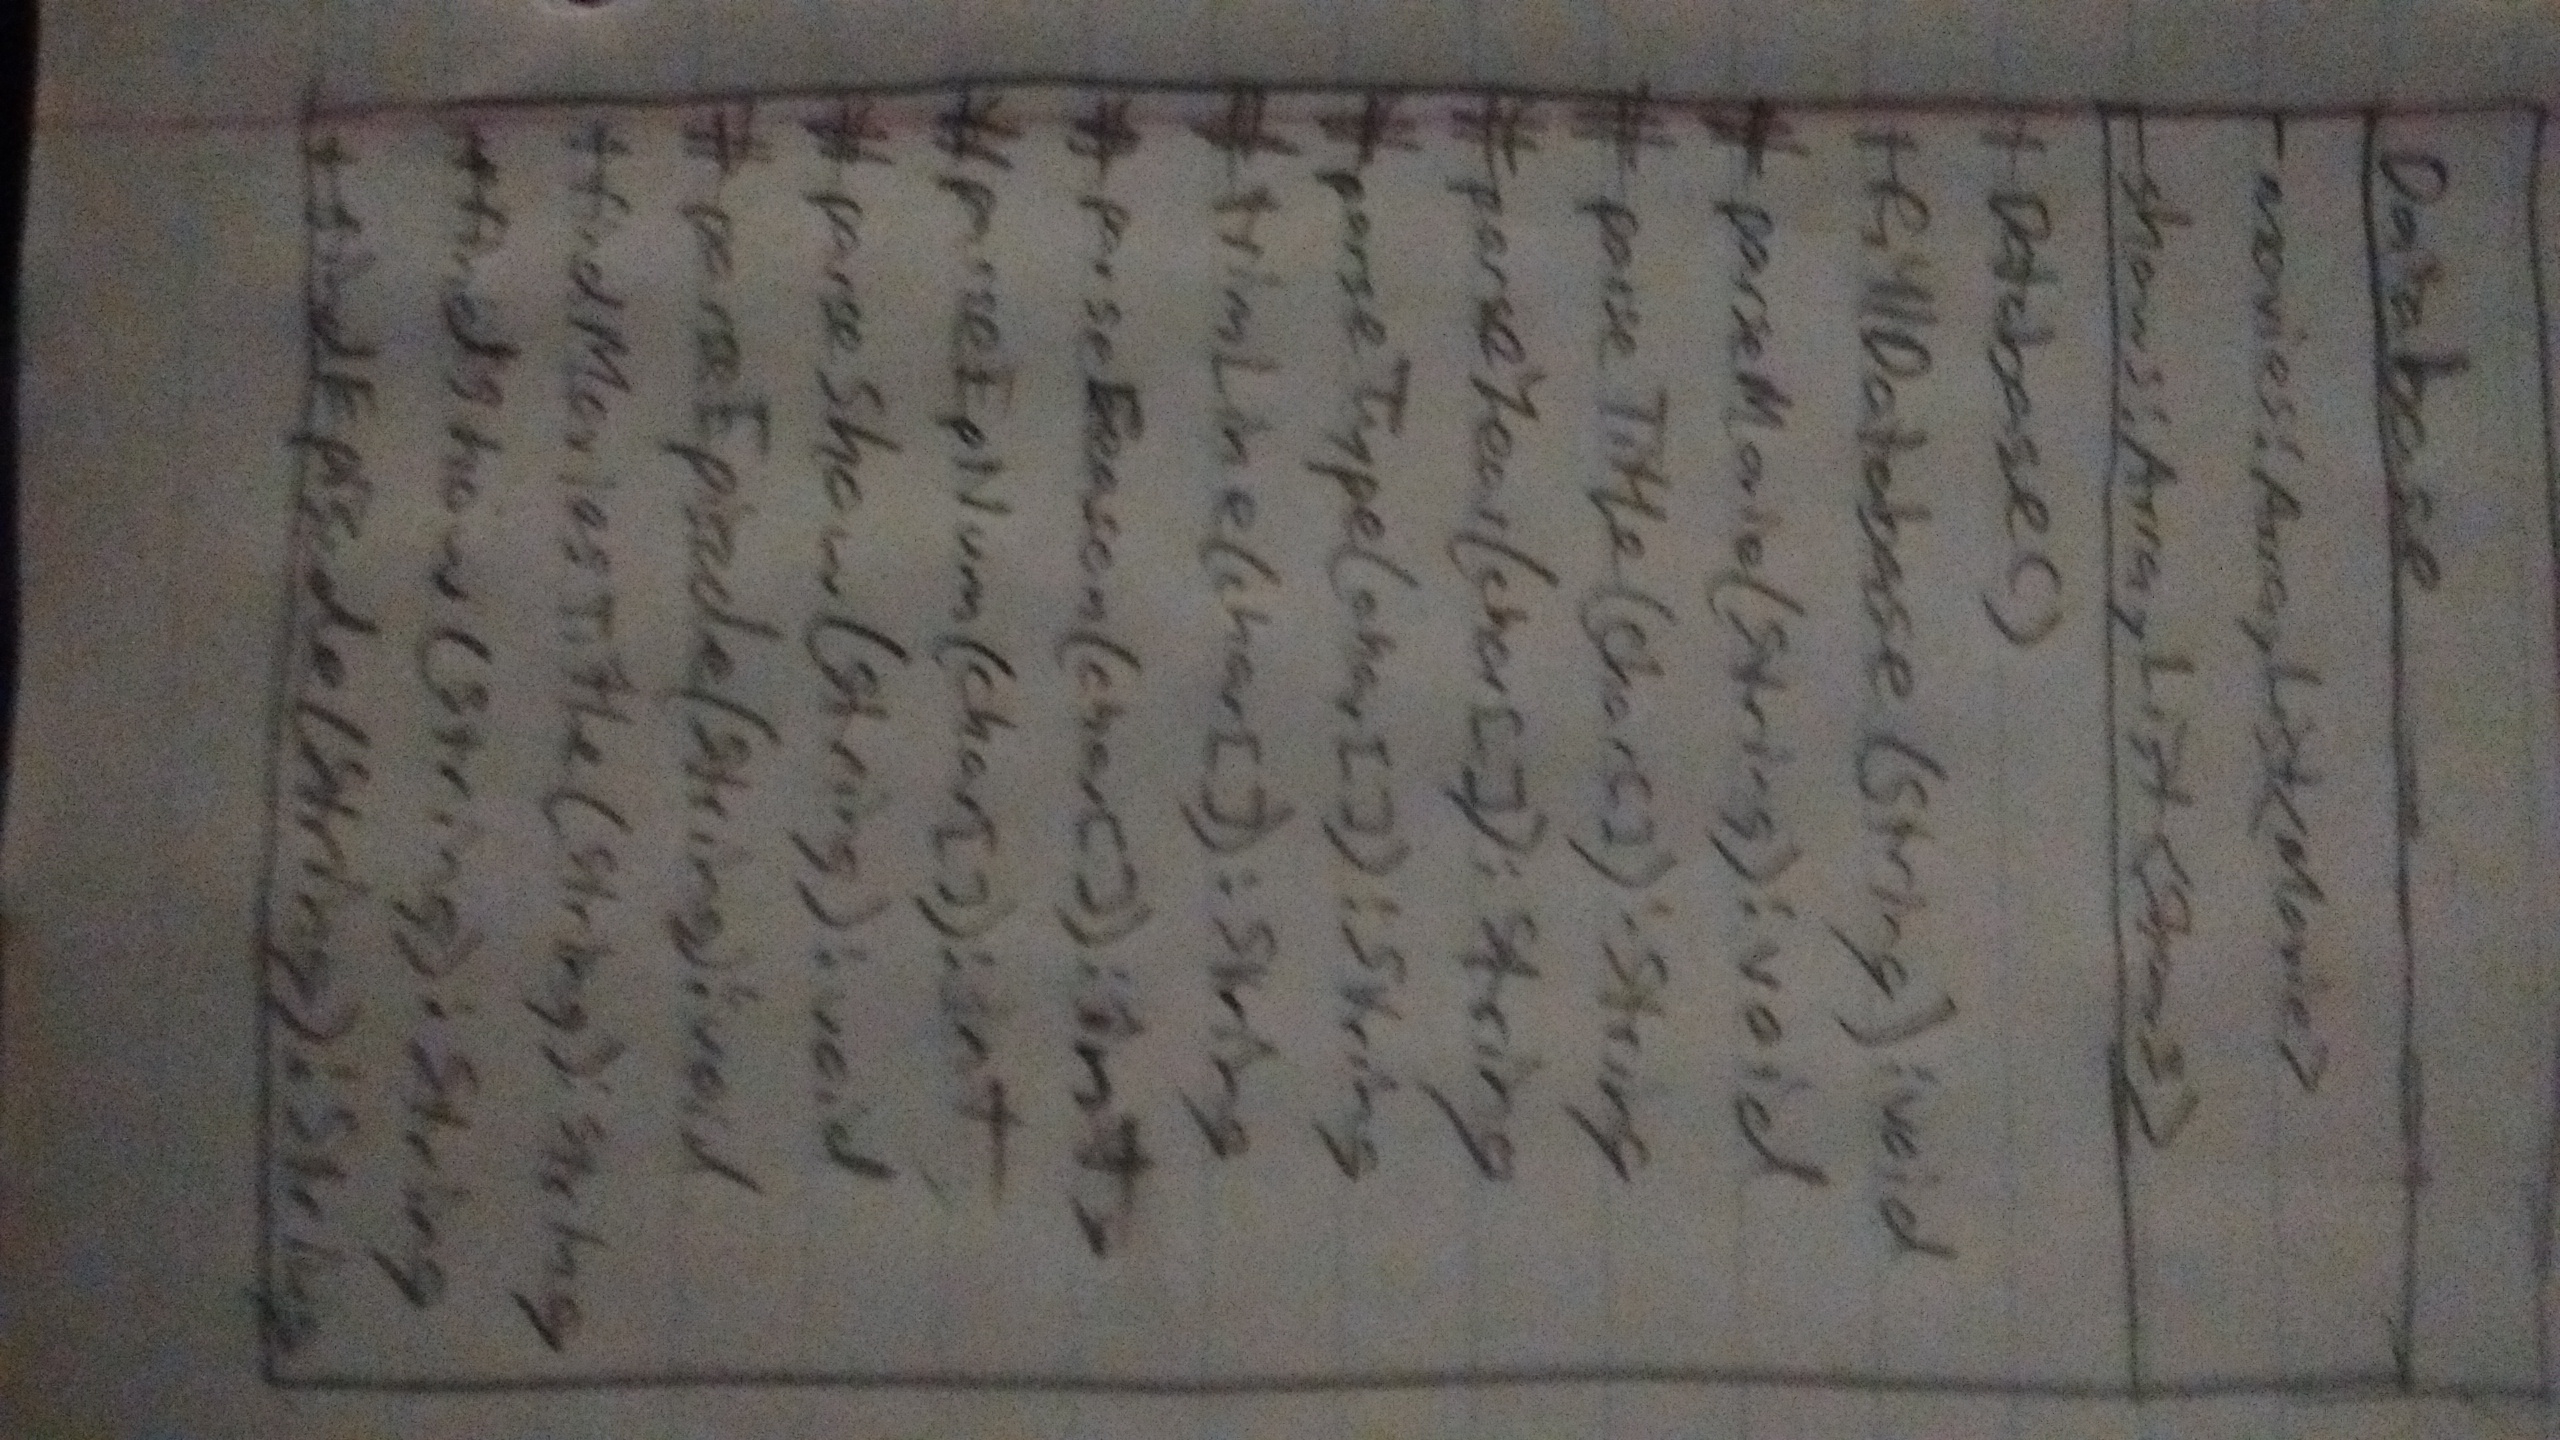 Database
- movies: ArrayList<Movie>
- shows: ArrayList<Show>
+ Database()
+ fillDatabase(String): void
# parseMovie(String): void
# parseTitle(char[]): String
# parseYear(char[]): String
# parseType(char[]): String
# trimLine(char[]): String
# parseSeason(char[]): int
# parseEpNum(char[]): int
# parseShow(String): void
# parseEpisode(String): void
+ findMoviesTitle(String): String
+ findShow(String): String
+ findEpisode(String): String